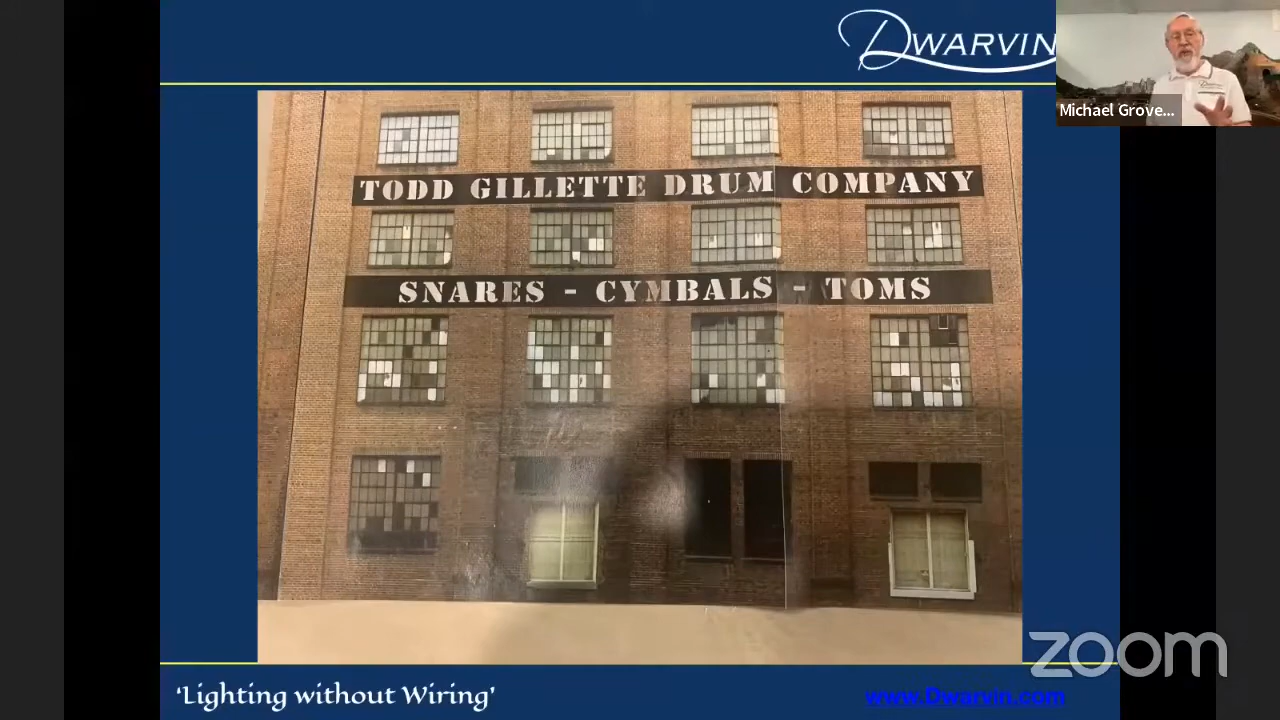 DWARVIN
Michael Grove...
TODD GILLETTE DRUM COMPANY
SNARES - CYMBALS - TOMS
zoom
'Lighting without Wiring'
www.Dwarvin.com